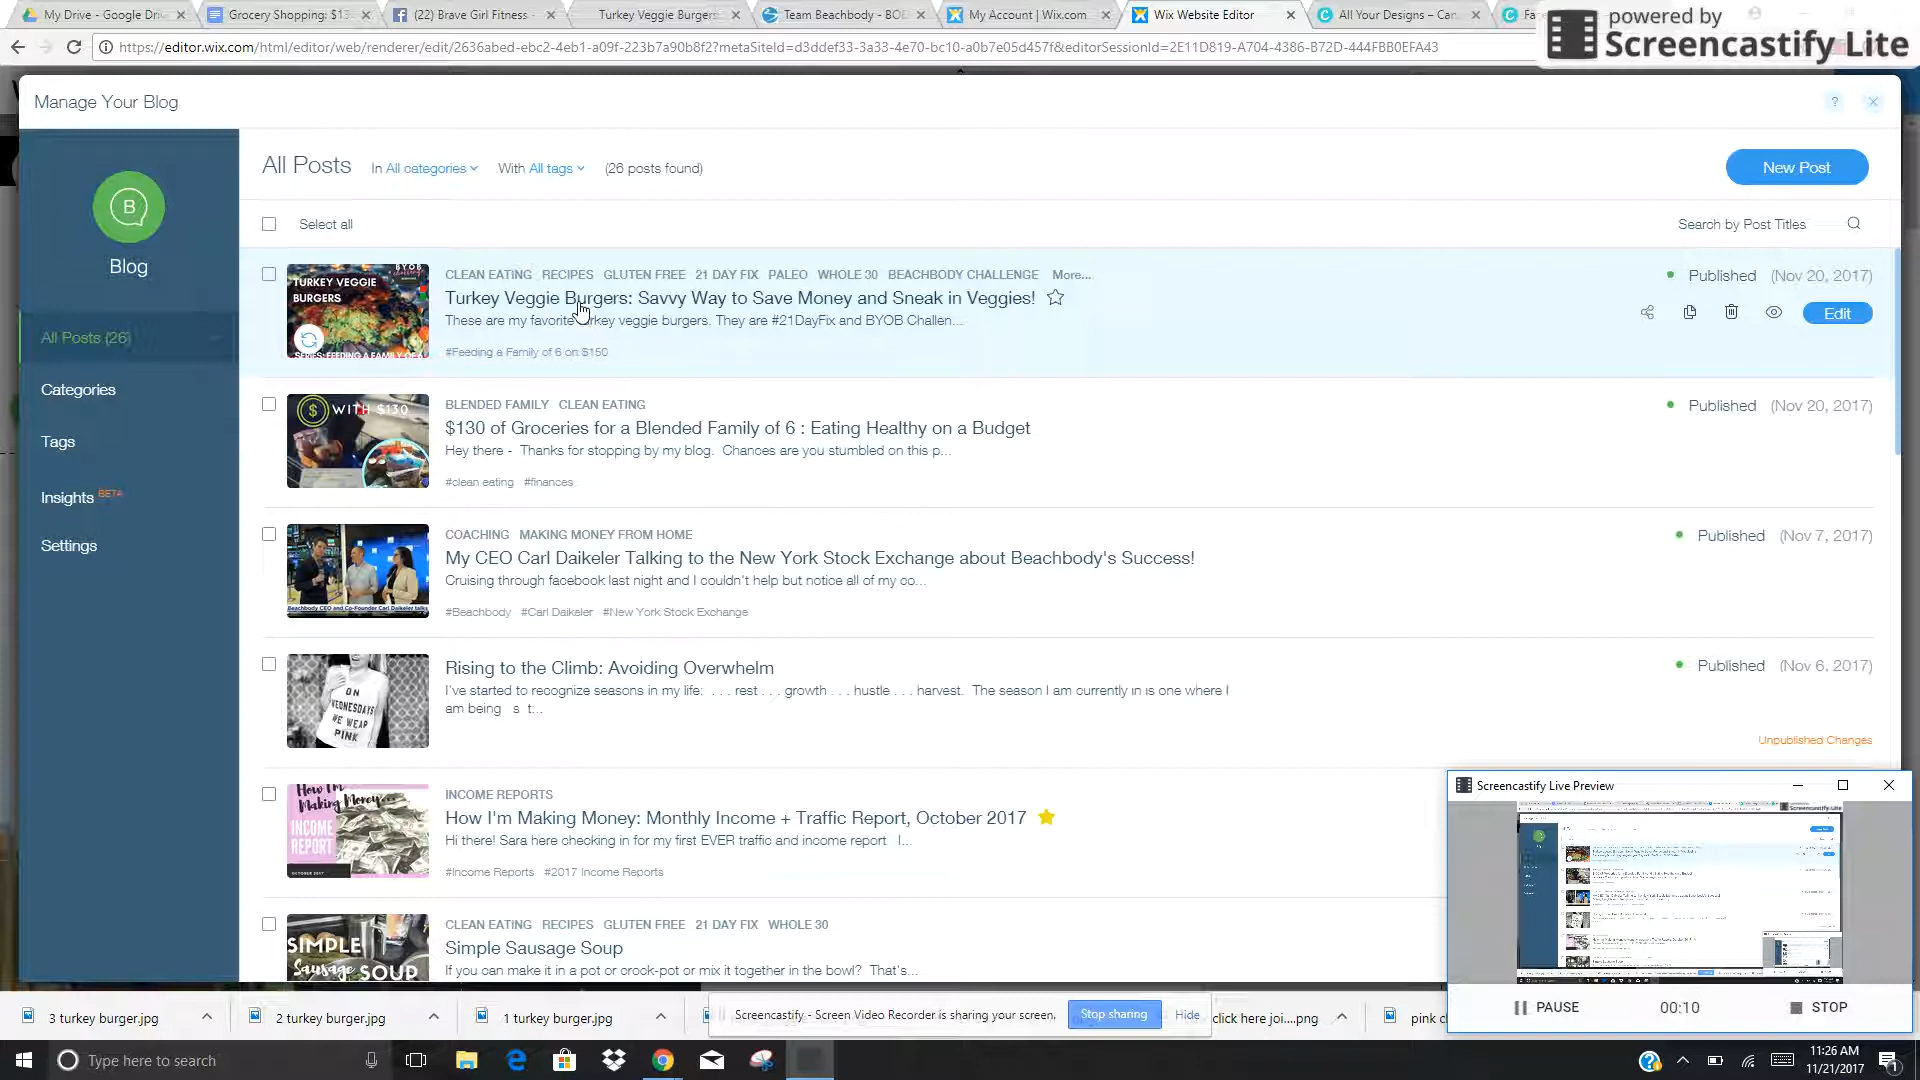 My Drive - Google Dri
Grocery Shopping: $13
(22) Brave Girl Fitness -
Turkey Veggie Burgers:
Team Beachbody - BOD
My Account | Wix.com
Wix Website Editor
All Your Designs – Can
powered by
Screencastify Lite
https://editor.wix.com/html/editor/web/renderer/edit/2636abed-ebc2-4eb1-a09f-223b7a90b8f2?metaSiteId=d3ddef33-3a33-4e70-bc10-a0b7e05d457f&editorSessionId=2E11D819-A704-4386-B72D-444FBB0EFA43
Manage Your Blog
?
B
Blog
All Posts (26)
Categories
Tags
Insights BETA
Settings
All Posts In All categories With All tags (26 posts found)
New Post
Select all
Search by Post Titles
BYOB
TURKEY VEGGIE
BURGERS
SERIES: FEEDING A FAMILY OF
CLEAN EATING RECIPES GLUTEN FREE 21 DAY FIX PALEO WHOLE 30 BEACHBODY CHALLENGE More...
Turkey Veggie Burgers: Savvy Way to Save Money and Sneak in Veggies!
These are my favorite turkey veggie burgers. They are #21DayFix and BYOB Challen...
#Feeding a Family of 6 on $150
Published (Nov 20, 2017)
Edit
$ WITH $130
BLENDED FAMILY CLEAN EATING
$130 of Groceries for a Blended Family of 6 : Eating Healthy on a Budget
Hey there - Thanks for stopping by my blog. Chances are you stumbled on this p...
#clean eating #finances
Published (Nov 20, 2017)
Beachbody CEO and Co-Founder Carl Daikeler talks
COACHING MAKING MONEY FROM HOME
My CEO Carl Daikeler Talking to the New York Stock Exchange about Beachbody's Success!
Cruising through facebook last night and I couldn't help but notice all of my co...
#Beachbody #Carl Daikeler #New York Stock Exchange
Published (Nov 7, 2017)
ON
WEDNESDAYS
WE WEAR
PINK
Rising to the Climb: Avoiding Overwhelm
I've started to recognize seasons in my life: . . . rest . . . growth . . . hustle . . . harvest. The season I am currently in is one where I
am being s t...
Published (Nov 6, 2017)
Unpublished Changes
How I'm
Making Money...
INCOME
REPORT
OCTOBER 2017
INCOME REPORTS
How I'm Making Money: Monthly Income + Traffic Report, October 2017
Hi there! Sara here checking in for my first EVER traffic and income report I...
#Income Reports #2017 Income Reports
SIMPLE
Sausage SOUP
CLEAN EATING RECIPES GLUTEN FREE 21 DAY FIX WHOLE 30
Simple Sausage Soup
If you can make it in a pot or crock-pot or mix it together in the bowl? That's...
Screencastify Live Preview
PAUSE
00:10
STOP
3 turkey burger.jpg
2 turkey burger.jpg
1 turkey burger.jpg
Screencastify - Screen Video Recorder is sharing your screen.
Stop sharing
Hide
click here joi....png
pink c
Type here to search
11:26 AM
11/21/2017
1